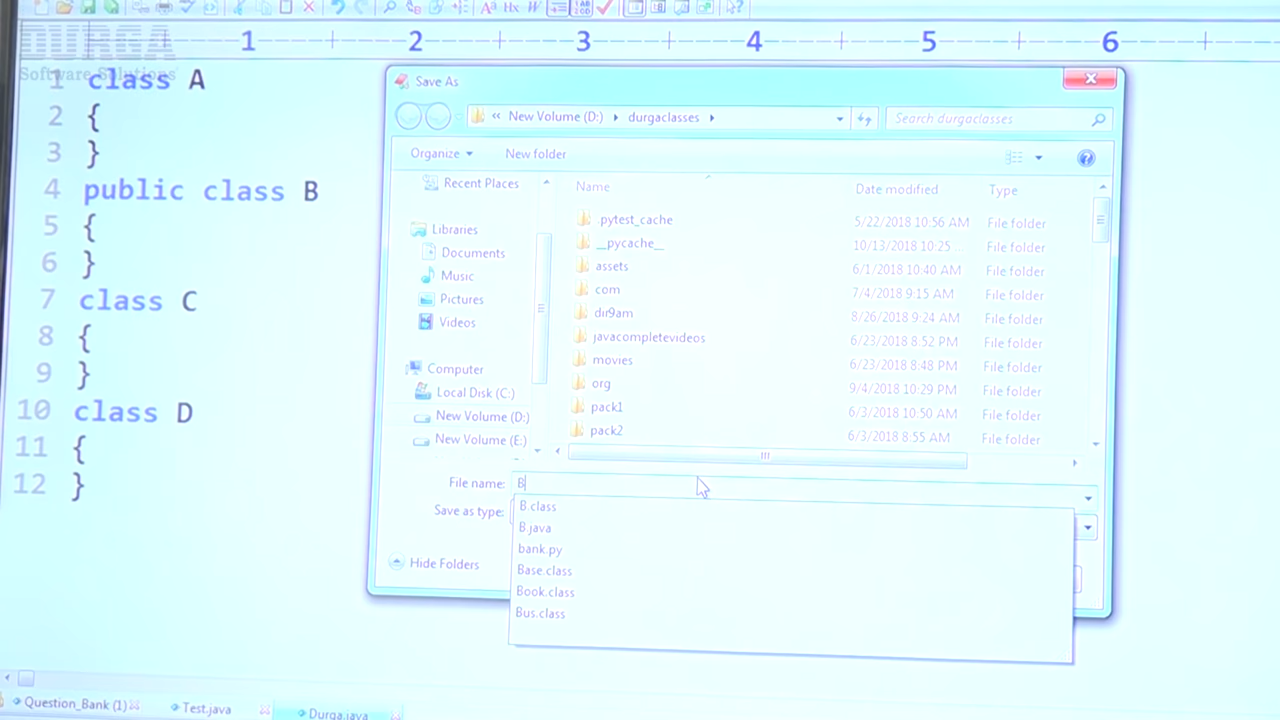 DURGA
Software Solutions
1 2 3 4 5 6
1 class A
2 {
3 }
4 public class B
5 {
6 }
7 class C
8 {
9 }
10 class D
11 {
12 }
Save As
« New Volume (D:) ▸ durgaclasses ▸
Search durgaclasses
Organize
New folder
Name Date modified Type
Recent Places
Libraries
Documents
Music
Pictures
Videos
Computer
Local Disk (C:)
New Volume (D:)
New Volume (E:)
.pytest_cache 5/22/2018 10:56 AM File folder
__pycache__ 10/13/2018 10:25 ... File folder
assets 6/1/2018 10:40 AM File folder
com 7/4/2018 9:15 AM File folder
dir9am 8/26/2018 9:24 AM File folder
javacompletevideos 6/23/2018 8:52 PM File folder
movies 6/23/2018 8:48 PM File folder
org 9/4/2018 10:29 PM File folder
pack1 6/3/2018 10:50 AM File folder
pack2 6/3/2018 8:55 AM File folder
File name: B
Save as type:
B.class
B.java
bank.py
Base.class
Book.class
Bus.class
Hide Folders
Question_Bank (1)
Test.java
Durga.java